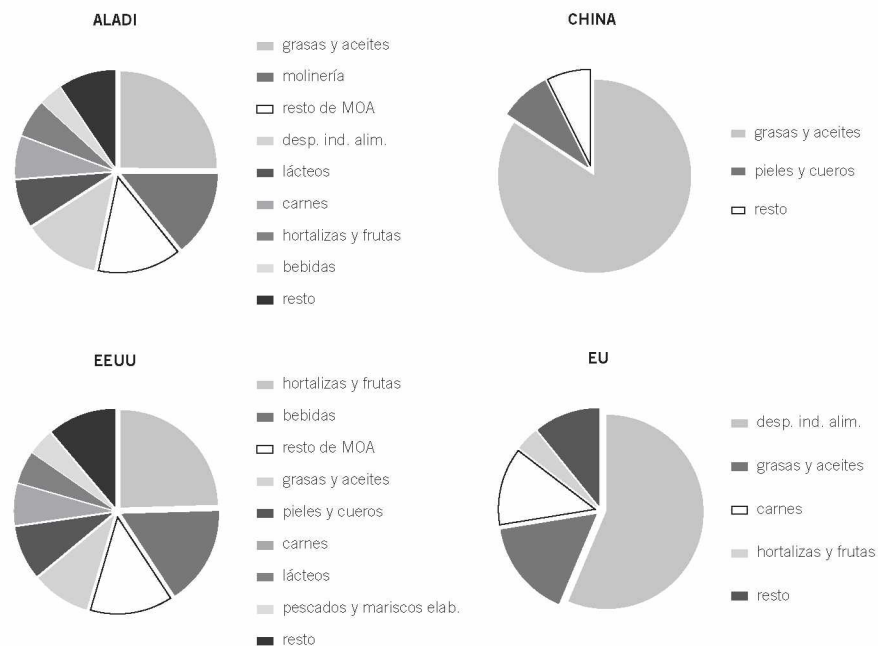 ALADI
grasas y aceites
molinería
resto de MOA
desp. ind. alim.
lácteos
carnes
hortalizas y frutas
bebidas
resto
CHINA
grasas y aceites
pieles y cueros
resto
EEUU
hortalizas y frutas
bebidas
resto de MOA
grasas y aceites
pieles y cueros
carnes
lácteos
pescados y mariscos elab.
resto
EU
desp. ind. alim.
grasas y aceites
carnes
hortalizas y frutas
resto